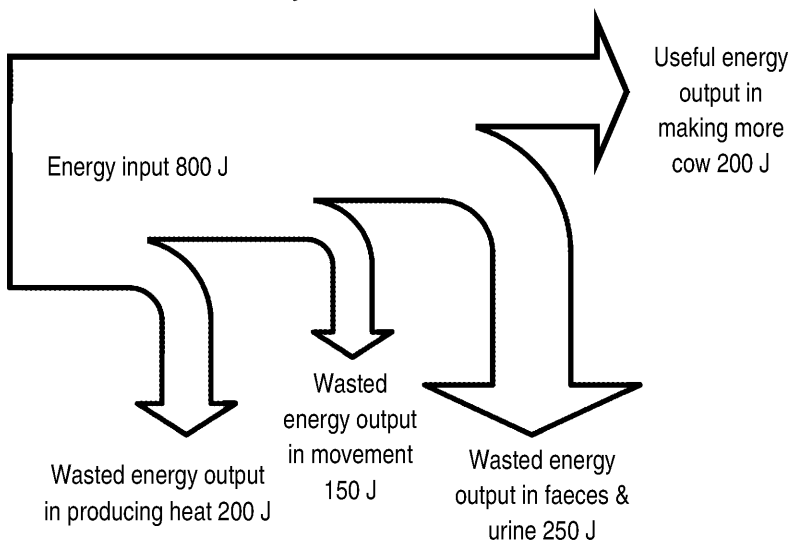 Useful energy
output in
making more
cow 200 J
Energy input 800 J
Wasted
energy output
in movement
150 J
Wasted energy output
in producing heat 200 J
Wasted energy
output in faeces &
urine 250 J